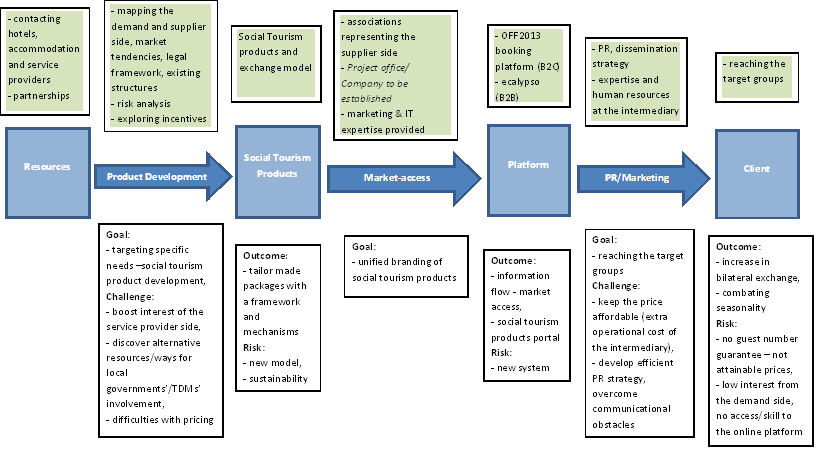 - contacting
hotels,
accommodation
and service
providers
- partnerships
- mapping the
demand and supplier
side, market
tendencies, legal
framework, existing
structures
- risk analysis
- exploring incentives
Social Tourism
products and
exchange model
- associations
representing the
supplier side
- Project office/
Company to be
established
- marketing & IT
expertise provided
- OFF2013
booking
platform (B2C)
- ecalypso
(B2B)
- PR, dissemination
strategy
- expertise and
human resources
at the intermediary
- reaching the
target groups
Resources
Product Development
Social Tourism
Products
Market-access
Platform
PR/Marketing
Client
Goal:
- targeting specific
needs –social tourism
product development,
Challenge:
- boost interest of the
service provider side,
- discover alternative
resources/ways for
local
governments'/TDMs'
involvement,
- difficulties with pricing
Outcome:
- tailor made
packages with
a framework
and
mechanisms
Risk:
- new model,
- sustainability
Goal:
- unified branding of
social tourism products
Outcome:
- information
flow - market
access,
- social tourism
products portal
Risk:
- new system
Goal:
- reaching the target
groups
Challenge:
- keep the price
affordable (extra
operational cost of
the intermediary),
- develop efficient
PR strategy,
overcome
communicational
obstacles
Outcome:
- increase in
bilateral exchange,
- combating
seasonality
Risk:
- no guest number
guarantee – not
attainable prices,
- low interest from
the demand side,
no access/skill to
the online platform